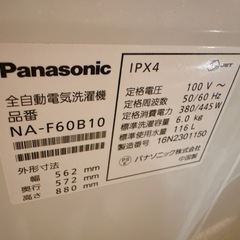 Panasonic
全自動電気洗濯機
品番
NA-F60B10
外形寸法
幅 562 mm
奥行 572 mm
高さ 880 mm
IPX4
JET
定格電圧 100 V～
定格周波数 50/60 Hz
定格消費電力 380/445 W
標準洗濯容量 6.0 kg
標準使用水量 116 L
製造番号 16N2301150
パナソニック株式会社
中国製